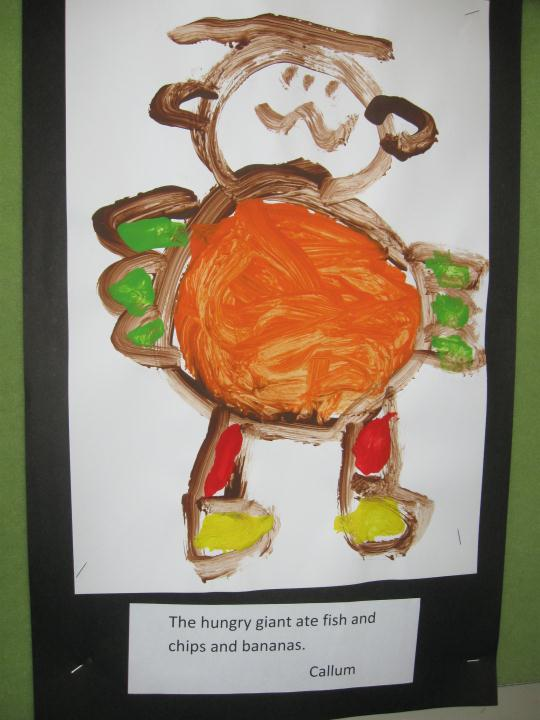 The hungry giant ate fish and
chips and bananas.
Callum